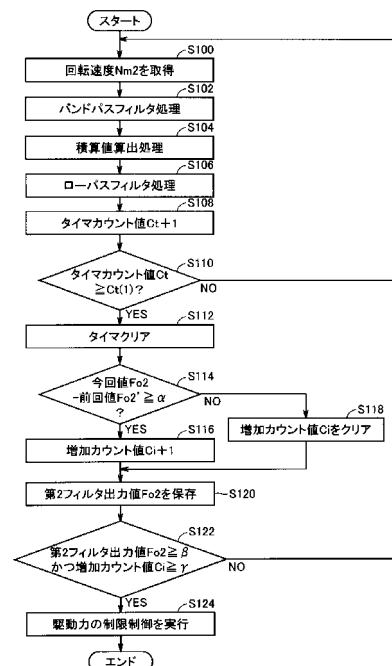 スタート
S100
回転速度Nm2を取得
S102
バンドパスフィルタ処理
S104
積算値算出処理
S106
ローパスフィルタ処理
S108
タイマカウント値Ct+1
S110
タイマカウント値Ct
≧Ct(1)?
NO
YES
S112
タイマクリア
S114
今回値Fo2
-前回値Fo2'≧α
?
NO
YES
S116
S118
増加カウント値Ci+1
増加カウント値Ciをクリア
第2フィルタ出力値Fo2を保存
S120
S122
第2フィルタ出力値Fo2≧β
かつ増加カウント値Ci≧γ
NO
YES
S124
駆動力の制限制御を実行
エンド